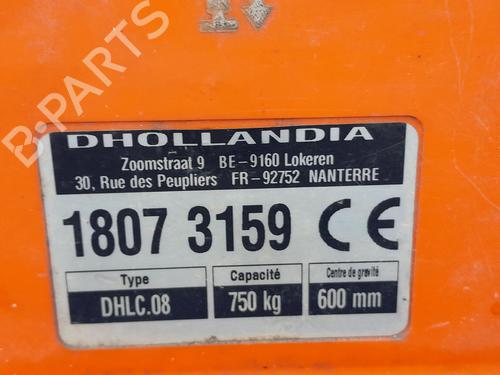 B-PARTS
DHOLLANDIA
Zoomstraat 9 BE-9160 Lokeren
30, Rue des Peupliers FR-92752 NANTERRE
1807 3159 CE
Type Capacité Centre de gravité
DHLC.08 750 kg 600 mm